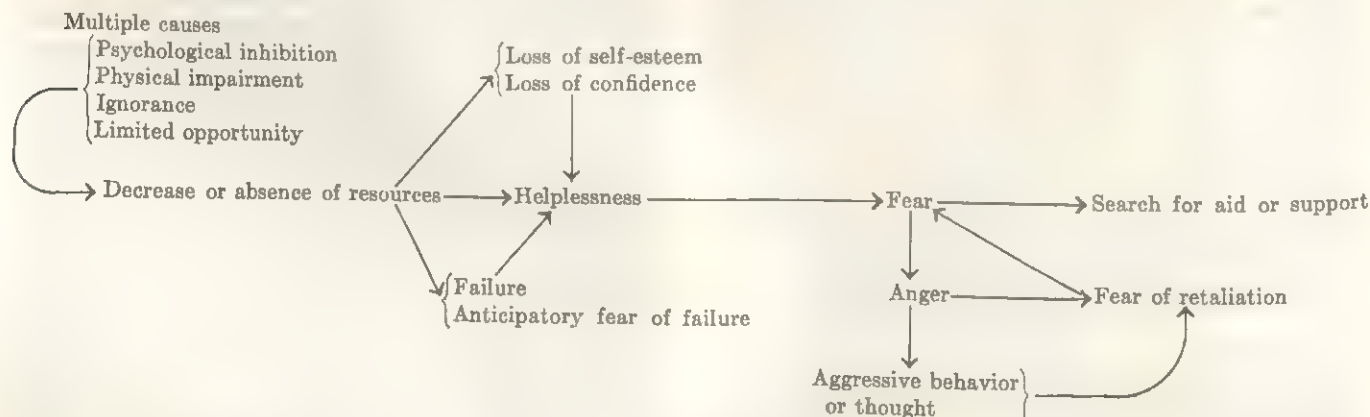 Multiple causes
Psychological inhibition
Physical impairment
Ignorance
Limited opportunity
Loss of self-esteem
Loss of confidence
Decrease or absence of resources
Helplessness
Fear
Search for aid or support
Failure
Anticipatory fear of failure
Anger
Fear of retaliation
Aggressive behavior
or thought